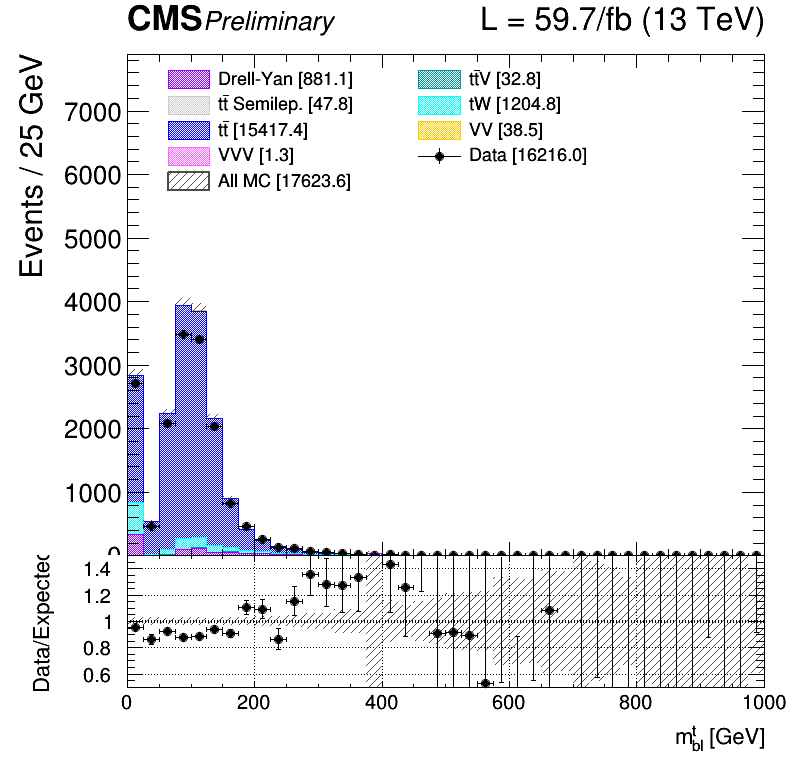 CMS Preliminary L = 59.7/fb (13 TeV)
Events / 25 GeV
Drell-Yan [881.1]
tt̄ Semilep. [47.8]
tt̄ [15417.4]
VVV [1.3]
All MC [17623.6]
tt̄V [32.8]
tW [1204.8]
VV [38.5]
Data [16216.0]
7000
6000
5000
4000
3000
2000
1000
0
Data/Expected
1.4
1.2
1
0.8
0.6
0 200 400 600 800 1000
m^t_bl [GeV]